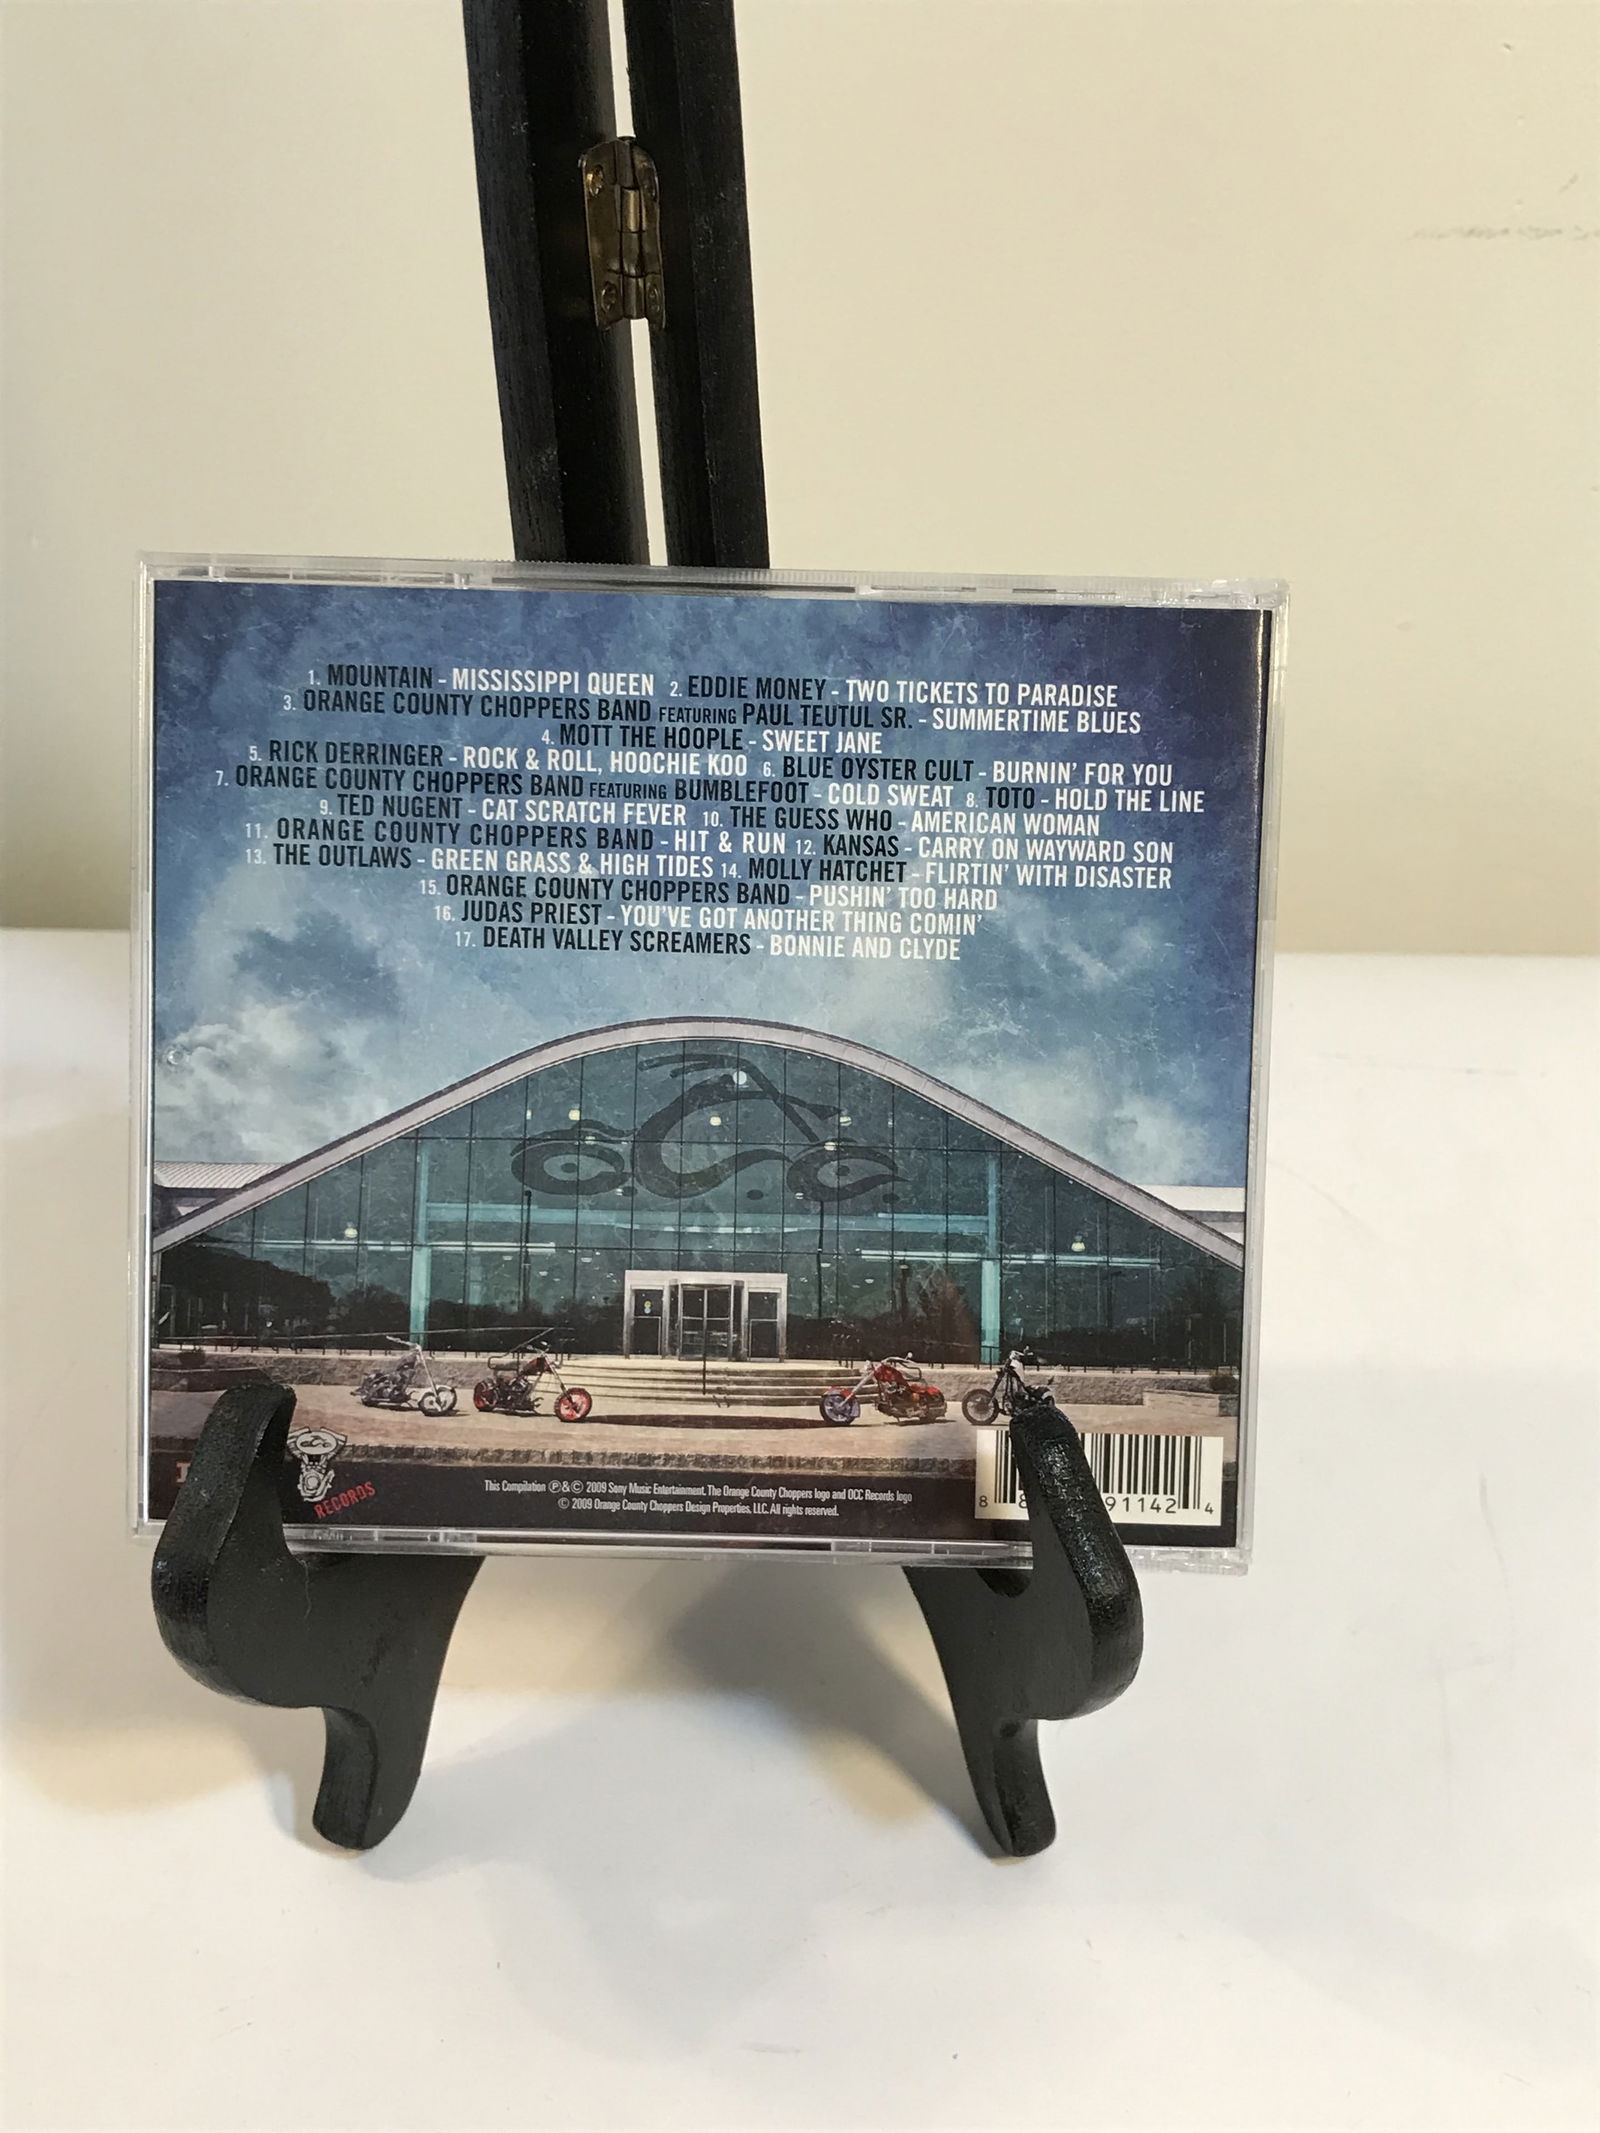 1. MOUNTAIN - MISSISSIPPI QUEEN 2. EDDIE MONEY - TWO TICKETS TO PARADISE
3. ORANGE COUNTY CHOPPERS BAND FEATURING PAUL TEUTUL SR. - SUMMERTIME BLUES
4. MOTT THE HOOPLE - SWEET JANE
5. RICK DERRINGER - ROCK & ROLL, HOOCHIE KOO 6. BLUE OYSTER CULT - BURNIN' FOR YOU
7. ORANGE COUNTY CHOPPERS BAND FEATURING BUMBLEFOOT - COLD SWEAT 8. TOTO - HOLD THE LINE
9. TED NUGENT - CAT SCRATCH FEVER 10. THE GUESS WHO - AMERICAN WOMAN
11. ORANGE COUNTY CHOPPERS BAND - HIT & RUN 12. KANSAS - CARRY ON WAYWARD SON
13. THE OUTLAWS - GREEN GRASS & HIGH TIDES 14. MOLLY HATCHET - FLIRTIN' WITH DISASTER
15. ORANGE COUNTY CHOPPERS BAND - PUSHIN' TOO HARD
16. JUDAS PRIEST - YOU'VE GOT ANOTHER THING COMIN'
17. DEATH VALLEY SCREAMERS - BONNIE AND CLYDE
O.C.C.
RECORDS
This Compilation ℗ & © 2009 Sony Music Entertainment. The Orange County Choppers logo and OCC Records logo
© 2009 Orange County Choppers Design Properties, LLC. All rights reserved.
8 8 91142 4